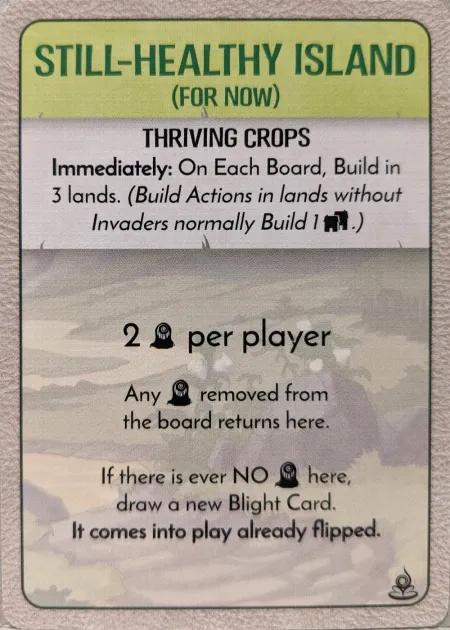 STILL-HEALTHY ISLAND
(FOR NOW)
THRIVING CROPS
Immediately: On Each Board, Build in
3 lands. (Build Actions in lands without
Invaders normally Build 1 .)
2 per player
Any removed from
the board returns here.
If there is ever NO here,
draw a new Blight Card.
It comes into play already flipped.